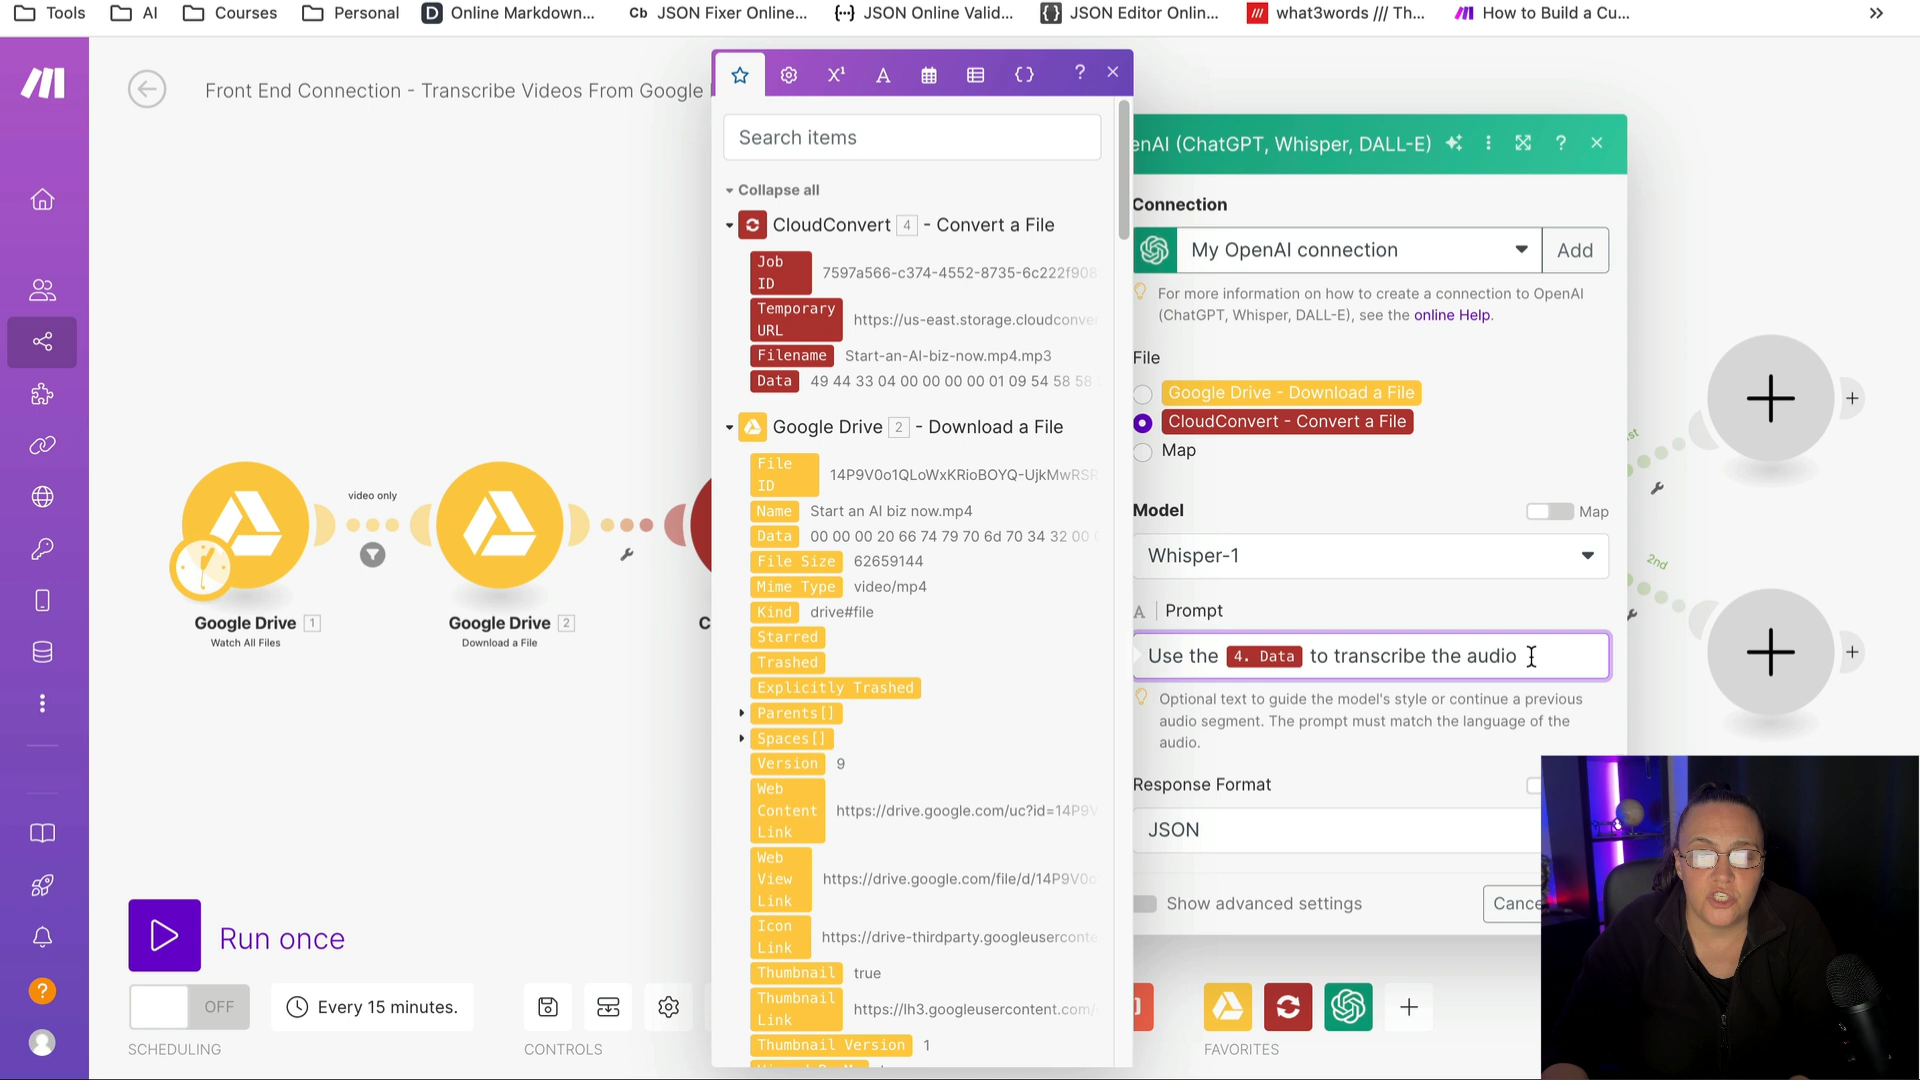 Tools
AI
Courses
Personal
Online Markdown...
Cb JSON Fixer Online...
JSON Online Valid...
JSON Editor Onlin...
what3words /// Th...
How to Build a Cu...
Front End Connection - Transcribe Videos From Google
Search items
Collapse all
CloudConvert 4 - Convert a File
Job ID 7597a566-c374-4552-8735-6c222f908
Temporary URL https://us-east.storage.cloudconve
Filename Start-an-AI-biz-now.mp4.mp3
Data 49 44 33 04 00 00 00 00 01 09 54 58 58
Google Drive 2 - Download a File
File ID 14P9V0o1QLoWxKRioBOYQ-UjkMwRSR
Name Start an AI biz now.mp4
Data 00 00 00 20 66 74 79 70 6d 70 34 32 00
File Size 62659144
Mime Type video/mp4
Kind drive#file
Starred
Trashed
Explicitly Trashed
Parents[]
Spaces[]
Version 9
Web Content Link https://drive.google.com/uc?id=14P9V
Web View Link https://drive.google.com/file/d/14P9V0o
Icon Link https://drive-thirdparty.googleuserconte
Thumbnail true
Thumbnail Link https://lh3.googleusercontent.com/
Thumbnail Version 1
enAI (ChatGPT, Whisper, DALL-E)
Connection
My OpenAI connection
Add
For more information on how to create a connection to OpenAI
(ChatGPT, Whisper, DALL-E), see the online Help.
File
Google Drive - Download a File
CloudConvert - Convert a File
Map
Model
Map
Whisper-1
A Prompt
Use the 4. Data to transcribe the audio
Optional text to guide the model's style or continue a previous
audio segment. The prompt must match the language of the
audio.
Response Format
JSON
Show advanced settings
Cance
video only
Google Drive 1
Watch All Files
Google Drive 2
Download a File
C
st
2nd
Run once
OFF
Every 15 minutes.
SCHEDULING
CONTROLS
FAVORITES